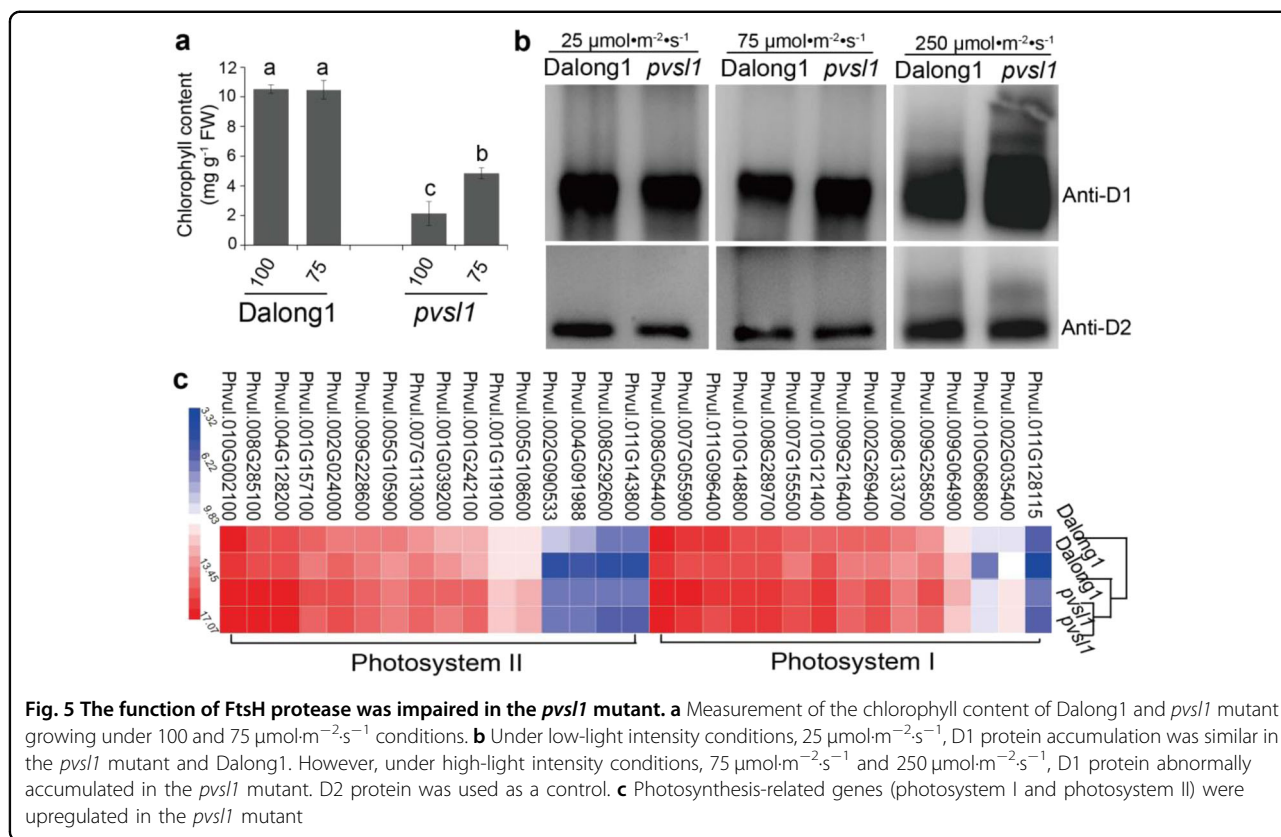 a
Chlorophyll content
(mg g⁻¹ FW)
12
10
8
6
4
2
0
a
a
c
b
100
75
100
75
Dalong1
pvsl1
b
25 μmol•m⁻²•s⁻¹
75 μmol•m⁻²•s⁻¹
250 μmol•m⁻²•s⁻¹
Dalong1 pvsl1
Dalong1 pvsl1
Dalong1 pvsl1
Anti-D1
Anti-D2
c
3.32
6.22
9.83
13.45
17.07
Phvul.010G002100
Phvul.008G285100
Phvul.004G128200
Phvul.001G157100
Phvul.002G024000
Phvul.009G228600
Phvul.005G105900
Phvul.007G113000
Phvul.001G039200
Phvul.001G242100
Phvul.001G119100
Phvul.005G108600
Phvul.002G090533
Phvul.004G091988
Phvul.008G292600
Phvul.011G143800
Phvul.008G054400
Phvul.007G055900
Phvul.011G096400
Phvul.010G148800
Phvul.008G289700
Phvul.007G155500
Phvul.010G121400
Phvul.009G216400
Phvul.002G269400
Phvul.008G133700
Phvul.009G258500
Phvul.009G064900
Phvul.010G068800
Phvul.002G035400
Phvul.011G128115
Dalong1
Dalong1
pvsl1
pvsl1
Photosystem II
Photosystem I
Fig. 5 The function of FtsH protease was impaired in the pvsl1 mutant. a Measurement of the chlorophyll content of Dalong1 and pvsl1 mutant
growing under 100 and 75 μmol·m⁻²·s⁻¹ conditions. b Under low-light intensity conditions, 25 μmol·m⁻²·s⁻¹, D1 protein accumulation was similar in
the pvsl1 mutant and Dalong1. However, under high-light intensity conditions, 75 μmol·m⁻²·s⁻¹ and 250 μmol·m⁻²·s⁻¹, D1 protein abnormally
accumulated in the pvsl1 mutant. D2 protein was used as a control. c Photosynthesis-related genes (photosystem I and photosystem II) were
upregulated in the pvsl1 mutant